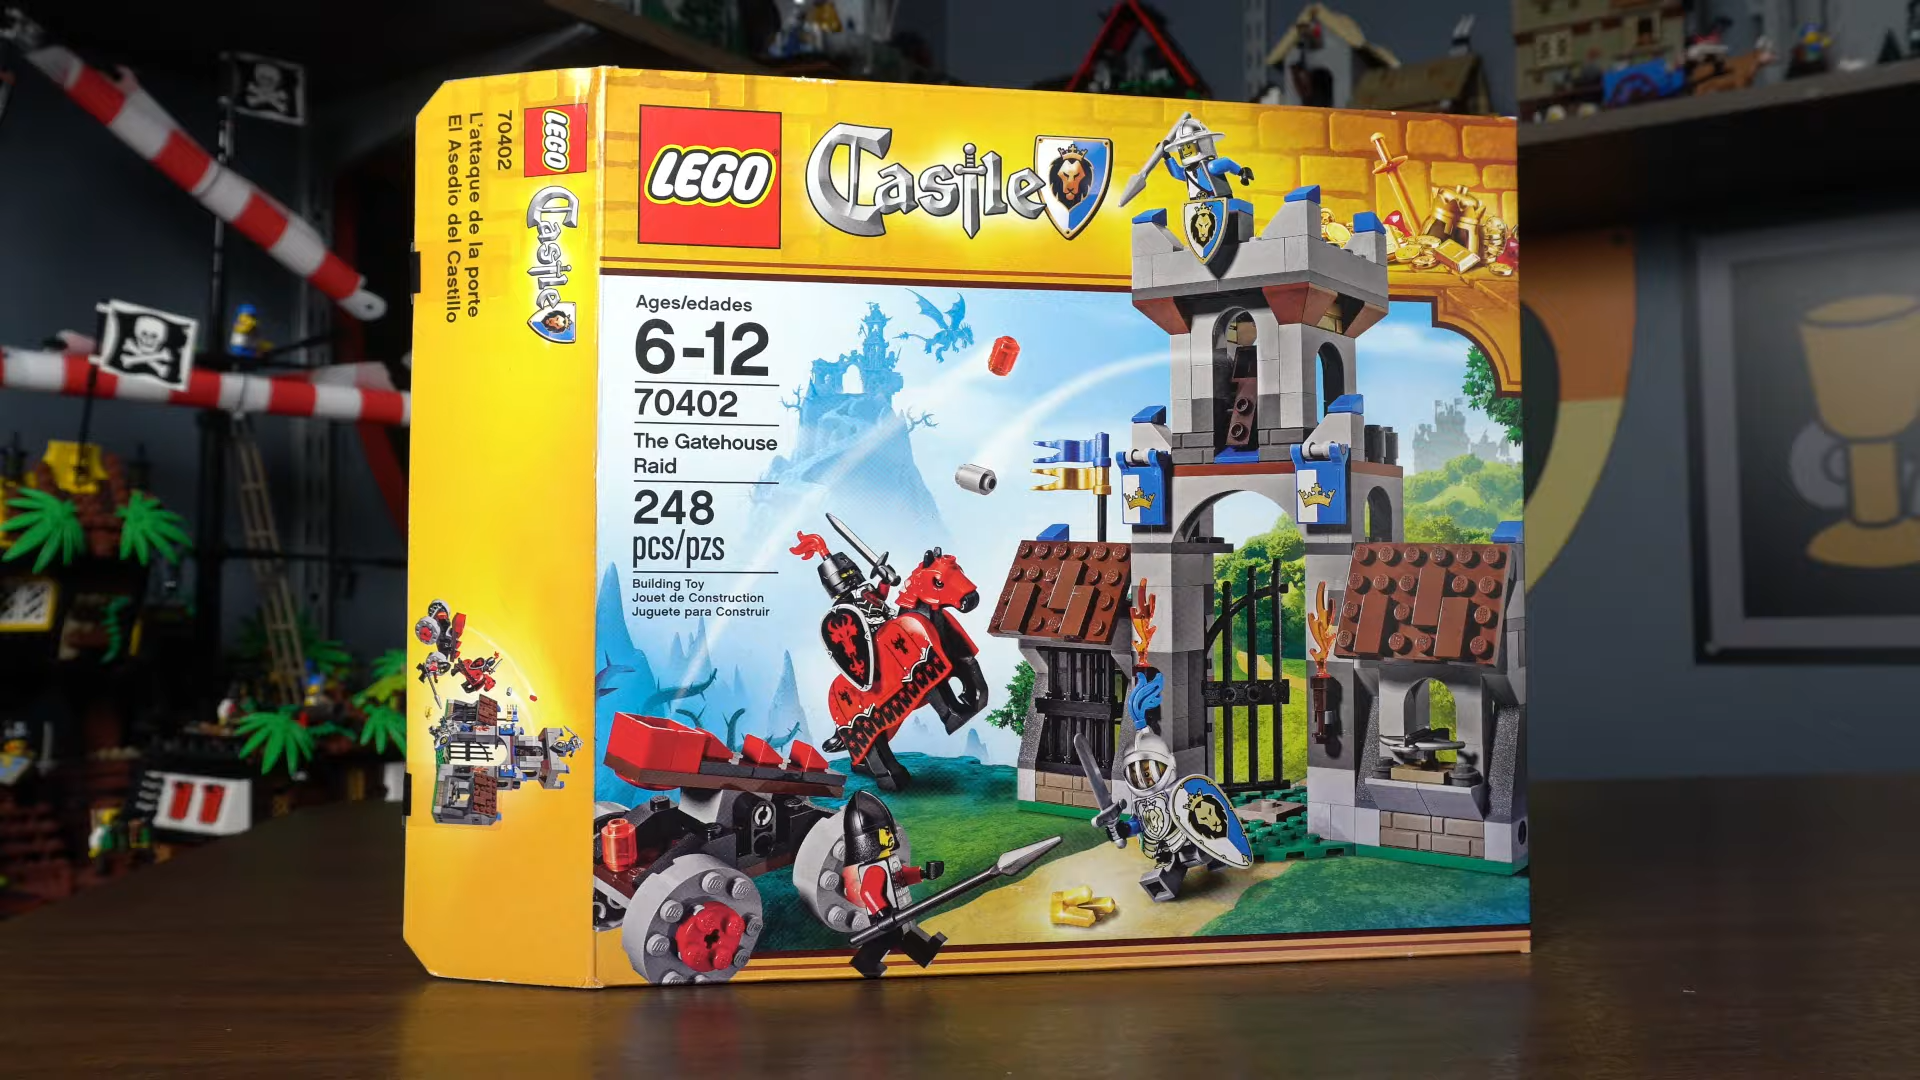 70402
L'attaque de la porte
El Asedio del Castillo
LEGO
Castle
LEGO
Castle
Ages/edades
6-12
70402
The Gatehouse
Raid
248
pcs/pzs
Building Toy
Jouet de Construction
Juguete para Construir